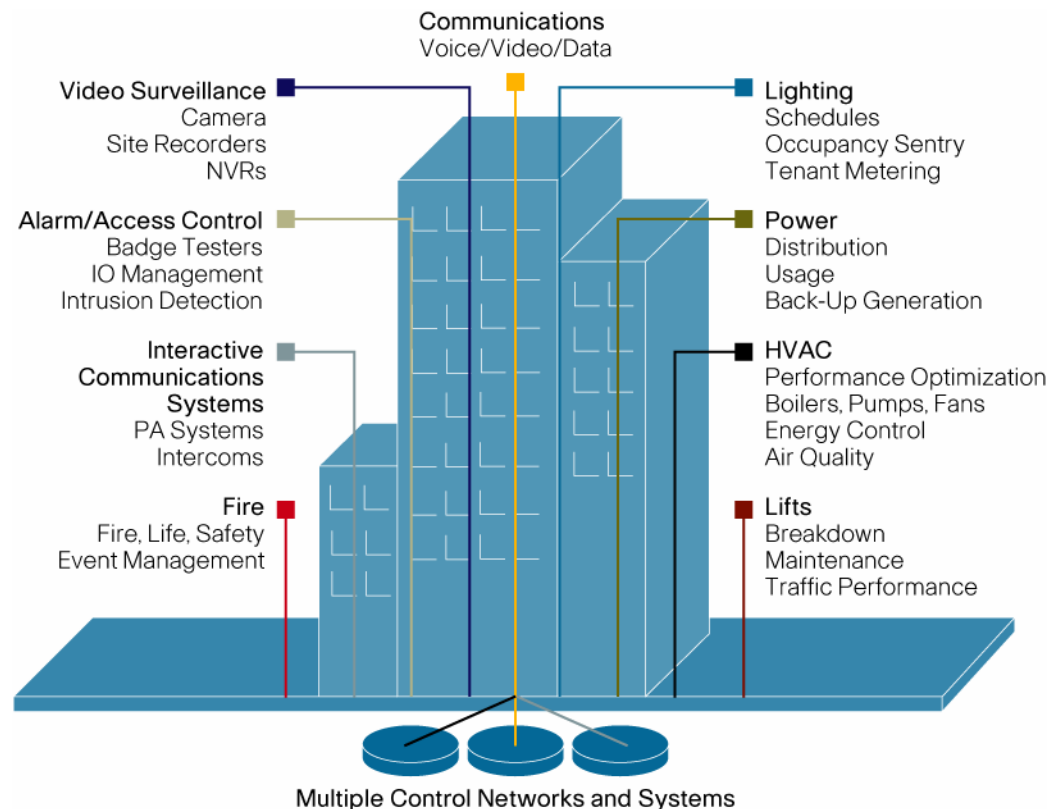 Communications
Voice/Video/Data
Video Surveillance
Camera
Site Recorders
NVRs
Lighting
Schedules
Occupancy Sentry
Tenant Metering
Alarm/Access Control
Badge Testers
IO Management
Intrusion Detection
Power
Distribution
Usage
Back-Up Generation
Interactive
Communications
Systems
PA Systems
Intercoms
HVAC
Performance Optimization
Boilers, Pumps, Fans
Energy Control
Air Quality
Fire
Fire, Life, Safety
Event Management
Lifts
Breakdown
Maintenance
Traffic Performance
Multiple Control Networks and Systems